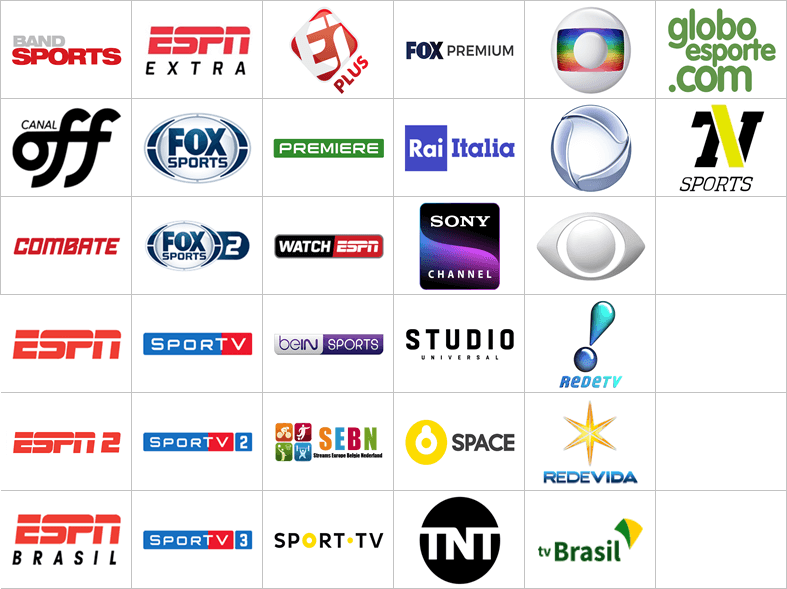 BAND
SPORTS
ESPN
EXTRA
EI
PLUS
FOX PREMIUM
globo
esporte
.com
CANAL
off
FOX
SPORTS
PREMIERE
Rai Italia
N
SPORTS
COMBATE
FOX
SPORTS 2
WATCH ESPN
SONY
CHANNEL
ESPN
SPORTV
beIN SPORTS
STUDIO
UNIVERSAL
REDETV
ESPN 2
SPORTV 2
SEBN
Streams Europe Belgie Nederland
SPACE
REDEVIDA
ESPN
BRASIL
SPORTV 3
SPORT•TV
TNT
tv Brasil